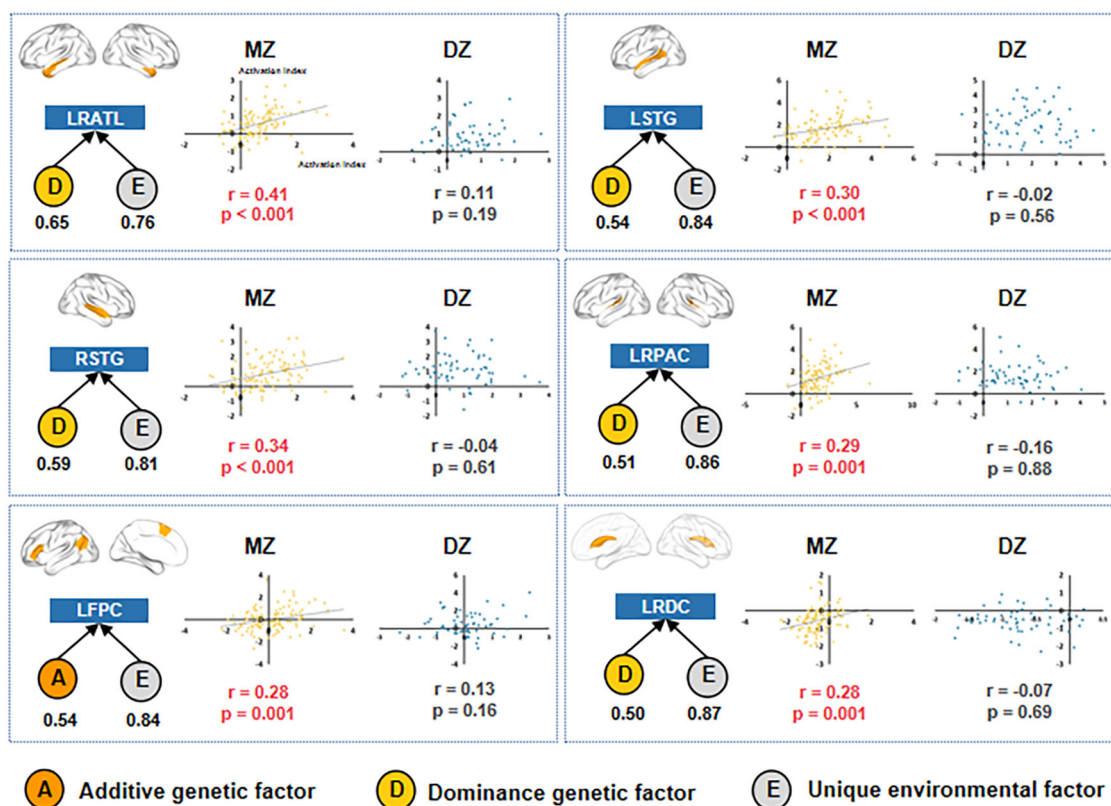 MZ DZ
Activation Index
LRATL
Activation Index
D E
0.65 0.76
r = 0.41 r = 0.11
p < 0.001 p = 0.19
MZ DZ
LSTG
D E
0.54 0.84
r = 0.30 r = -0.02
p < 0.001 p = 0.56
MZ DZ
RSTG
D E
0.59 0.81
r = 0.34 r = -0.04
p < 0.001 p = 0.61
MZ DZ
LRPAC
D E
0.51 0.86
r = 0.29 r = -0.16
p = 0.001 p = 0.88
MZ DZ
LFPC
A E
0.54 0.84
r = 0.28 r = 0.13
p = 0.001 p = 0.16
MZ DZ
LRDC
D E
0.50 0.87
r = 0.28 r = -0.07
p = 0.001 p = 0.69
A Additive genetic factor D Dominance genetic factor E Unique environmental factor